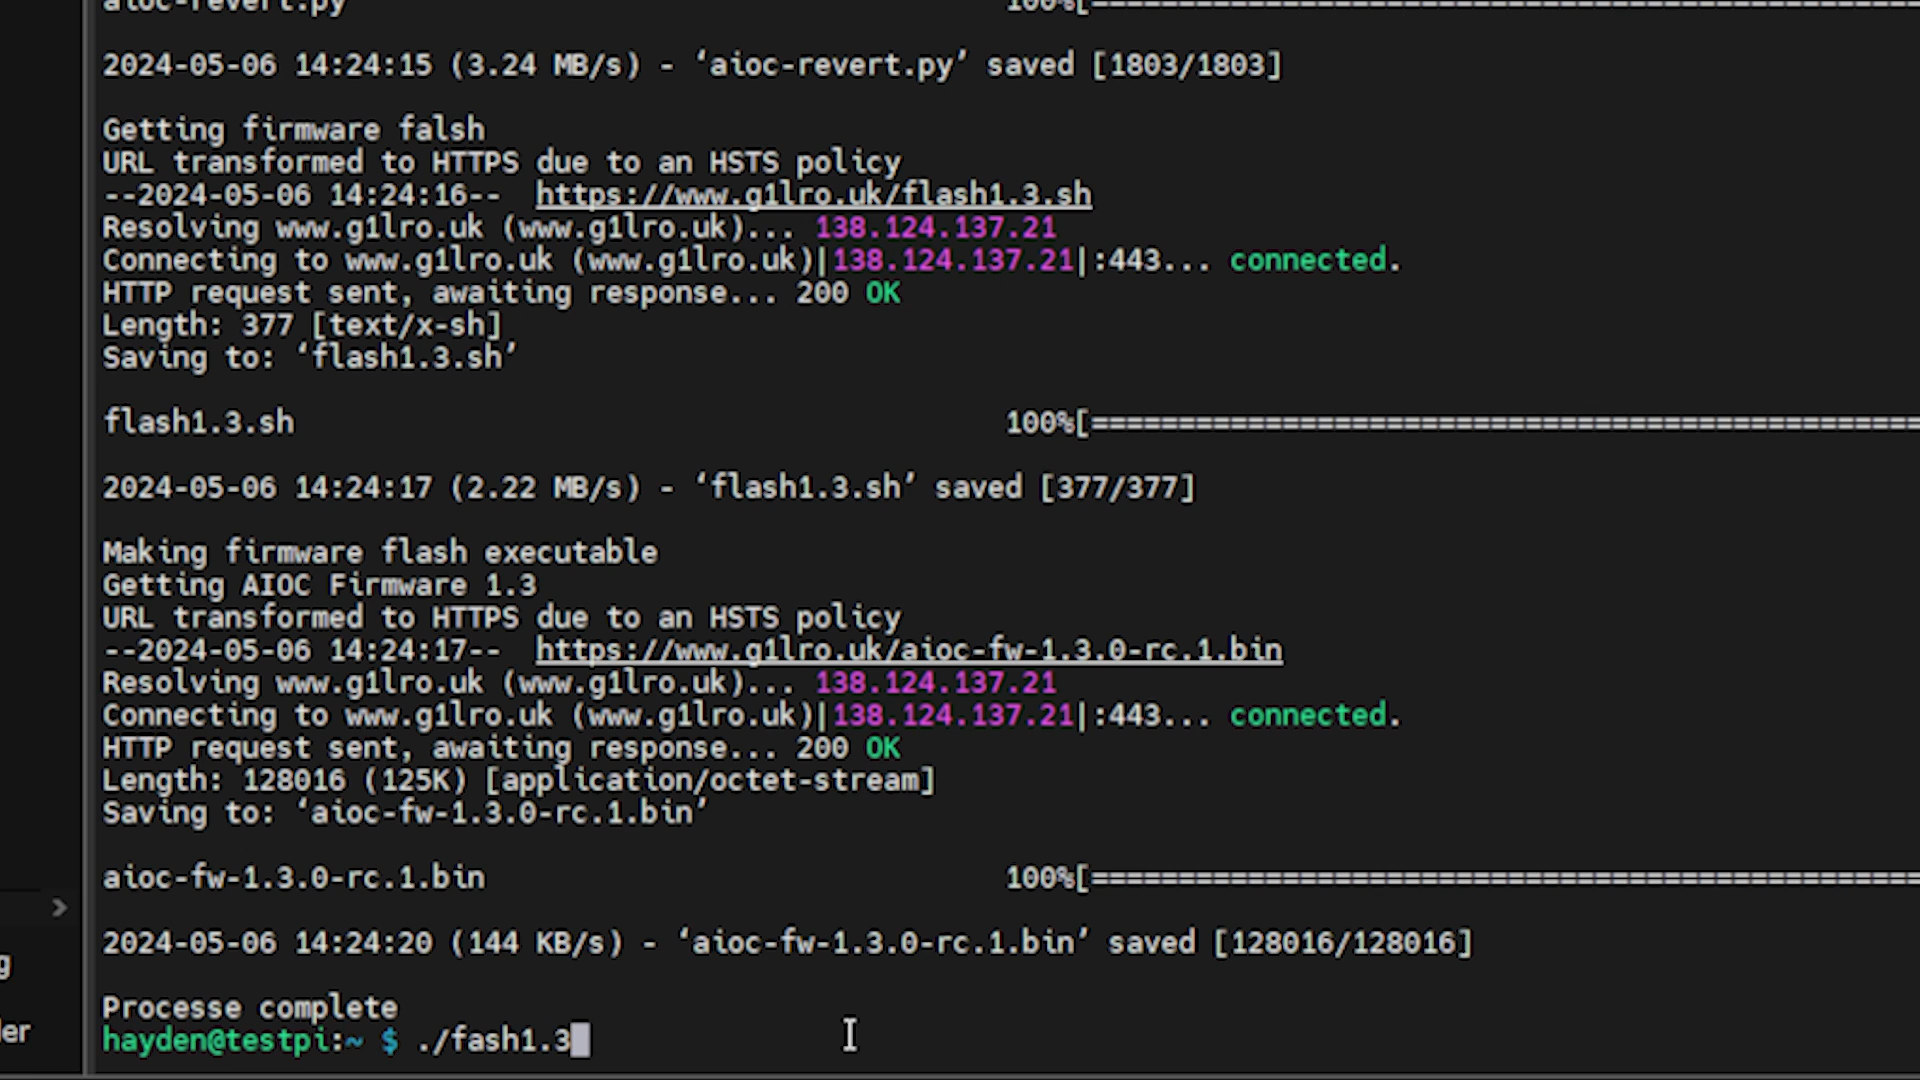 aioc-revert.py 100%[==================================================
2024-05-06 14:24:15 (3.24 MB/s) - ‘aioc-revert.py’ saved [1803/1803]
Getting firmware falsh
URL transformed to HTTPS due to an HSTS policy
--2024-05-06 14:24:16--  https://www.g1lro.uk/flash1.3.sh
Resolving www.g1lro.uk (www.g1lro.uk)... 138.124.137.21
Connecting to www.g1lro.uk (www.g1lro.uk)|138.124.137.21|:443... connected.
HTTP request sent, awaiting response... 200 OK
Length: 377 [text/x-sh]
Saving to: ‘flash1.3.sh’
flash1.3.sh 100%[==================================================
2024-05-06 14:24:17 (2.22 MB/s) - ‘flash1.3.sh’ saved [377/377]
Making firmware flash executable
Getting AIOC Firmware 1.3
URL transformed to HTTPS due to an HSTS policy
--2024-05-06 14:24:17--  https://www.g1lro.uk/aioc-fw-1.3.0-rc.1.bin
Resolving www.g1lro.uk (www.g1lro.uk)... 138.124.137.21
Connecting to www.g1lro.uk (www.g1lro.uk)|138.124.137.21|:443... connected.
HTTP request sent, awaiting response... 200 OK
Length: 128016 (125K) [application/octet-stream]
Saving to: ‘aioc-fw-1.3.0-rc.1.bin’
aioc-fw-1.3.0-rc.1.bin 100%[==================================================
2024-05-06 14:24:20 (144 KB/s) - ‘aioc-fw-1.3.0-rc.1.bin’ saved [128016/128016]
Processe complete
hayden@testpi:~ $ ./fash1.3